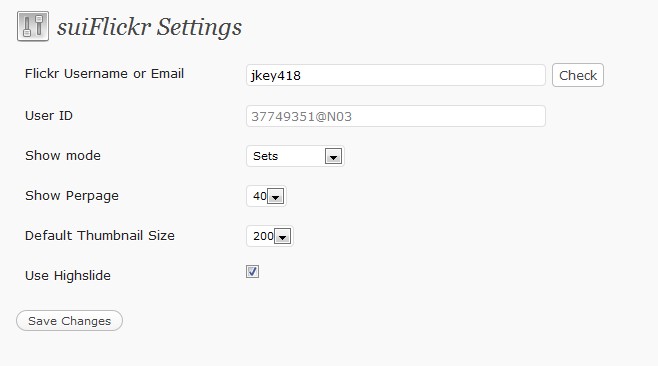 suiFlickr Settings
Flickr Username or Email jkey418 Check
User ID 37749351@N03
Show mode Sets
Show Perpage 40
Default Thumbnail Size 200
Use Highslide
Save Changes